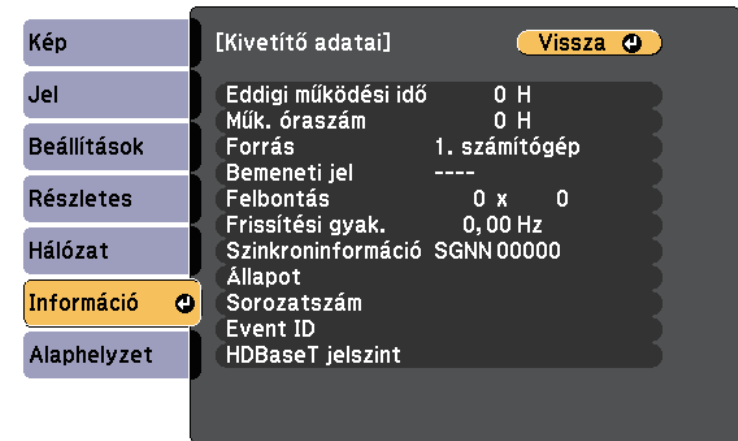 Kép
Jel
Beállítások
Részletes
Hálózat
Információ
Alaphelyzet
[Kivetítő adatai] Vissza
Eddigi működési idő 0 H
Műk. óraszám 0 H
Forrás 1. számítógép
Bemeneti jel ----
Felbontás 0 x 0
Frissítési gyak. 0,00 Hz
Szinkroninformáció SGNN 00000
Állapot
Sorozatszám
Event ID
HDBaseT jelszint